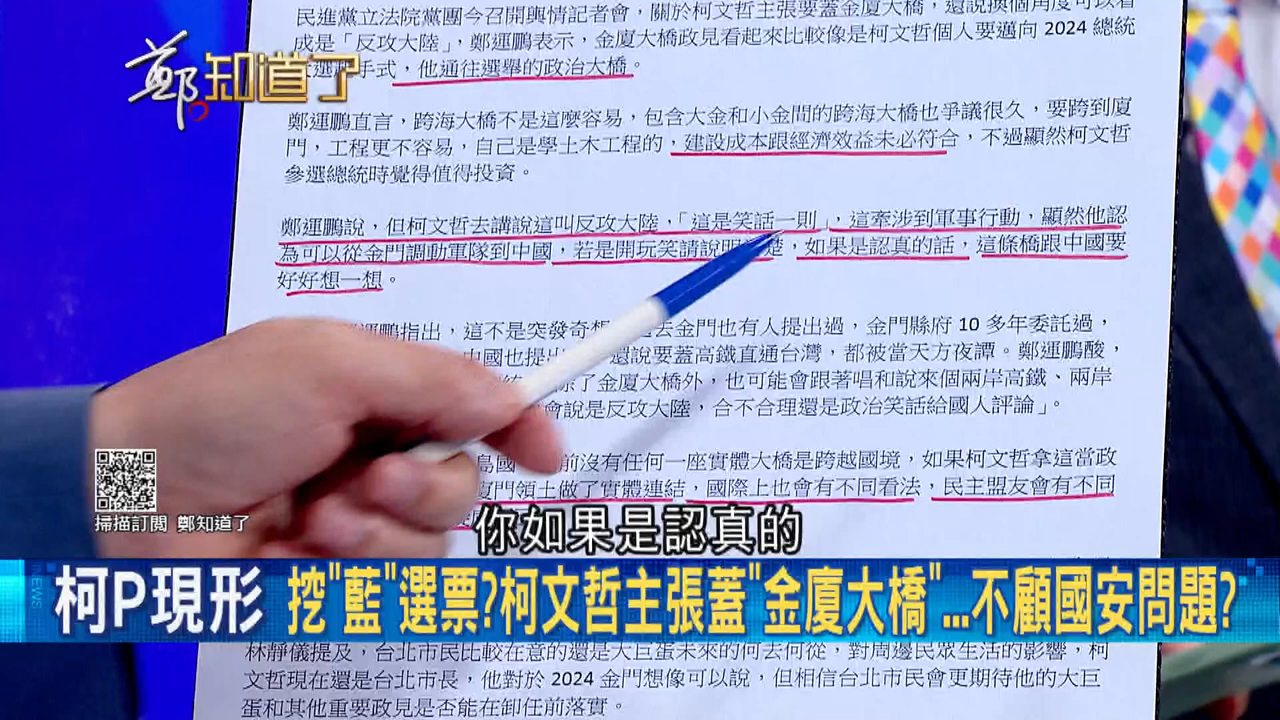 民進黨立法院黨團今召開輿情記者會，關於柯文哲主張要蓋金廈大橋，還說換個角度可以看
成是「反攻大陸」，鄭運鵬表示，金廈大橋政見看起來比較像是柯文哲個人要邁向 2024 總統
手式，他通往選舉的政治大橋。
鄭知道了
鄭運鵬直言，跨海大橋不是這麼容易，包含大金和小金間的跨海大橋也爭議很久，要跨到廈
門，工程更不容易，自己是學土木工程的，建設成本跟經濟效益未必符合，不過顯然柯文哲
參選總統時覺得值得投資。
鄭運鵬說，但柯文哲去講說這叫反攻大陸，「這是笑話一則」，這牽涉到軍事行動，顯然他認
為可以從金門調動軍隊到中國，若是開玩笑請說明 楚，如果是認真的話，這條橋跟中國要
好好想一想。
運鵬指出，這不是突發奇想 去金門也有人提出過，金門縣府 10 多年委託過，
中國也提出 還說要蓋高鐵直通台灣，都被當天方夜譚。鄭運鵬酸，
除了金廈大橋外，也可能會跟著唱和說來個兩岸高鐵、兩岸
會說是反攻大陸，合不合理還是政治笑話給國人評論」。
島國 前沒有任何一座實體大橋是跨越國境，如果柯文哲拿這當政
廈門領土做了實體連結，國際上也會有不同看法，民主盟友會有不同
掃描訂閱 鄭知道了
你如果是認真的
NEWS
柯P現形 挖"藍"選票?柯文哲主張蓋"金廈大橋"...不顧國安問題?
林靜儀提及，台北市民比較在意的還是大巨蛋未來的何去何從，對周邊民眾生活的影響，柯
文哲現在還是台北市長，他對於 2024 金門想像可以說，但相信台北市民會更期待他的大巨
蛋和其他重要政見是否能在卸任前落實。